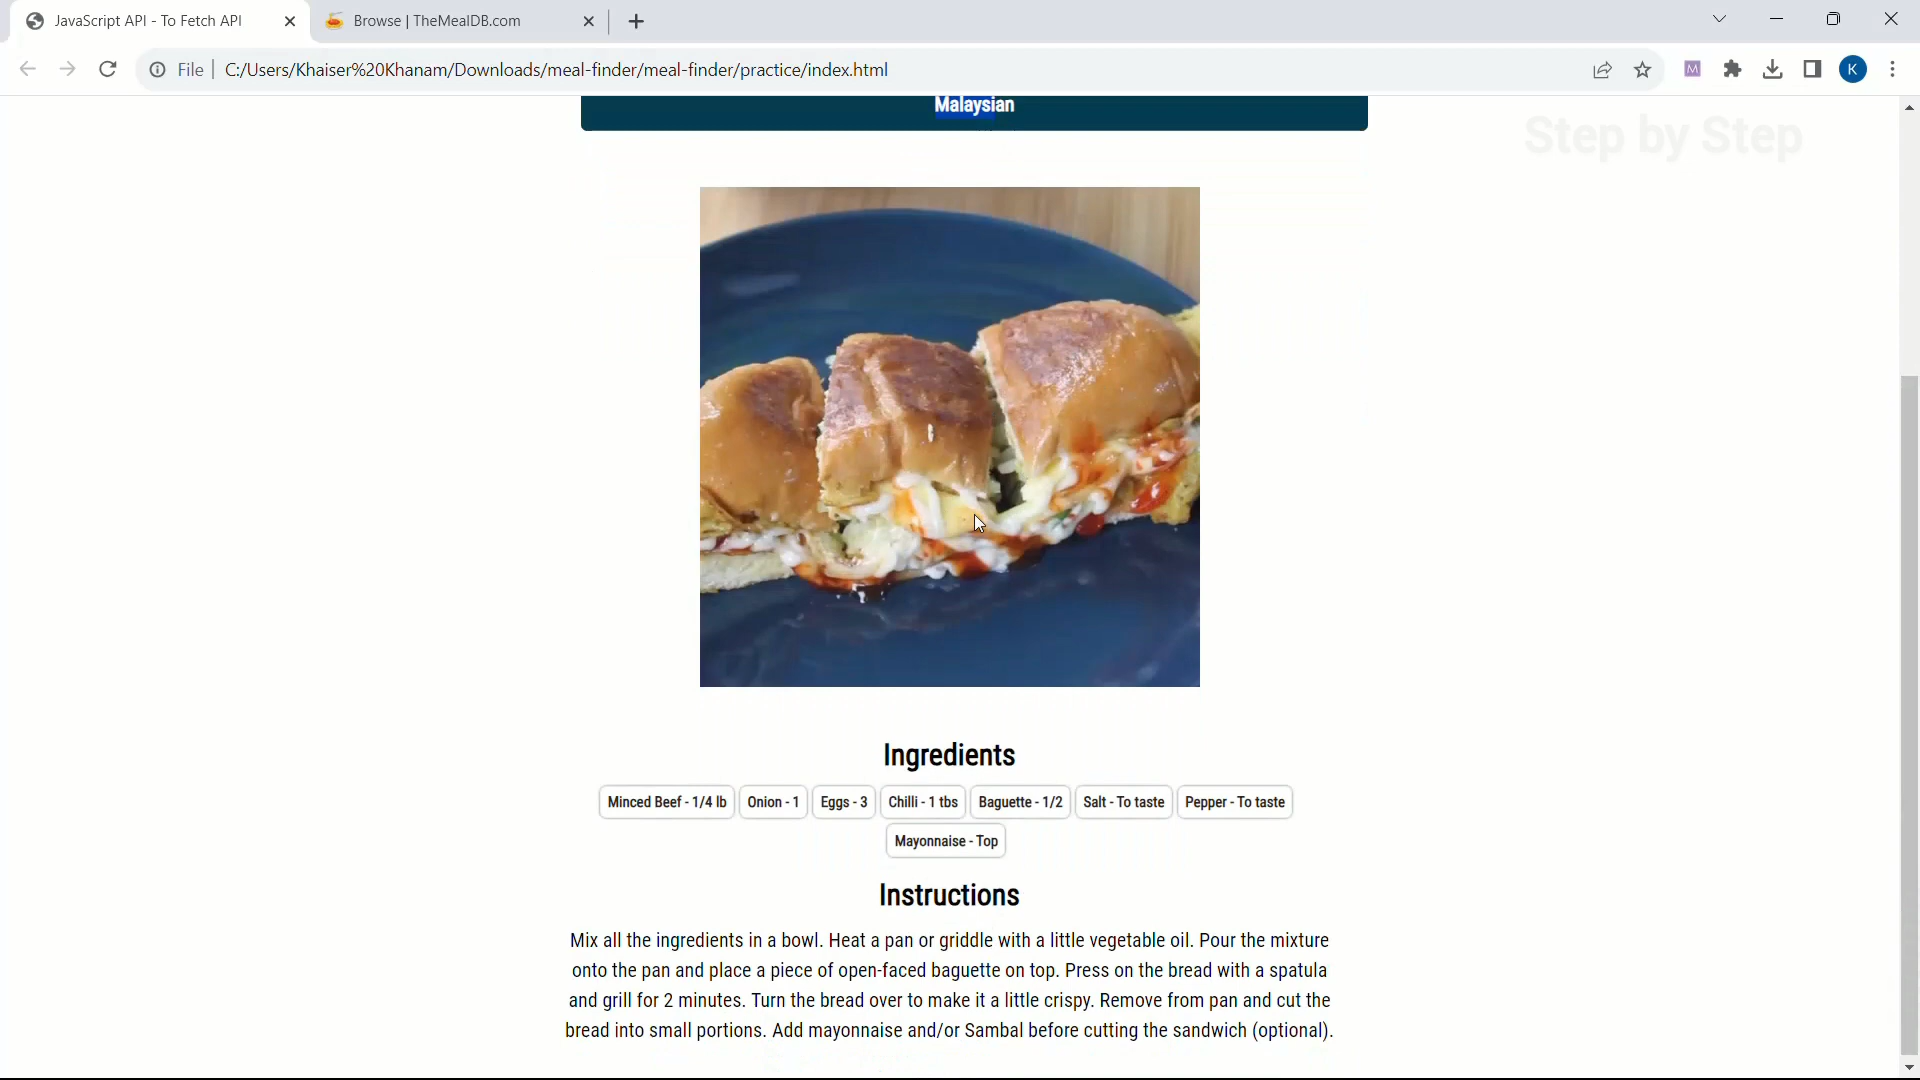 JavaScript API - To Fetch API
Browse | TheMealDB.com
File | C:/Users/Khaiser%20Khanam/Downloads/meal-finder/meal-finder/practice/index.html
M
K
Malaysian
Step by Step
Ingredients
Minced Beef - 1/4 lb Onion - 1 Eggs - 3 Chilli - 1 tbs Baguette - 1/2 Salt - To taste Pepper - To taste
Mayonnaise - Top
Instructions
Mix all the ingredients in a bowl. Heat a pan or griddle with a little vegetable oil. Pour the mixture
onto the pan and place a piece of open-faced baguette on top. Press on the bread with a spatula
and grill for 2 minutes. Turn the bread over to make it a little crispy. Remove from pan and cut the
bread into small portions. Add mayonnaise and/or Sambal before cutting the sandwich (optional).